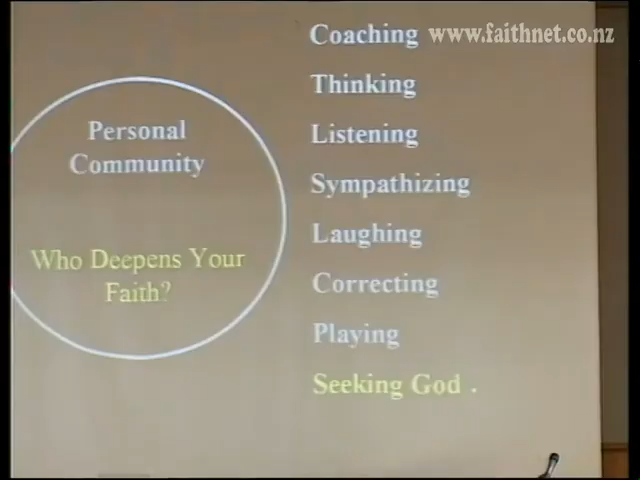 www.faithnet.co.nz
Personal
Community
Who Deepens Your
Faith?
Coaching
Thinking
Listening
Sympathizing
Laughing
Correcting
Playing
Seeking God .